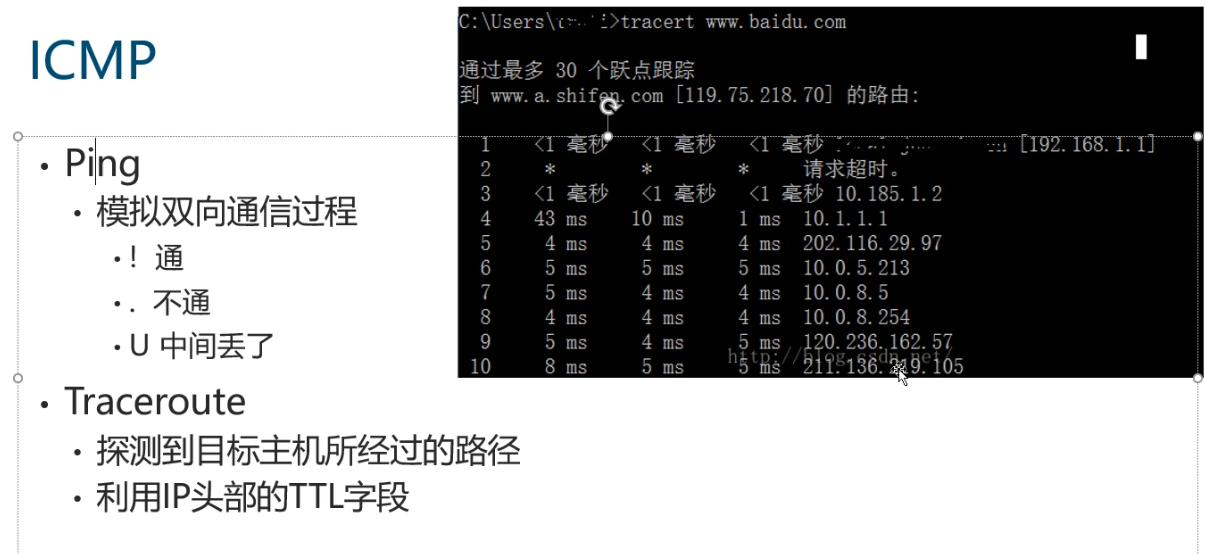 ICMP
• Ping
• 模拟双向通信过程
• ！ 通
• . 不通
• U 中间丢了
• Traceroute
• 探测到目标主机所经过的路径
• 利用IP头部的TTL字段
C:\Users\ >tracert www.baidu.com
通过最多 30 个跃点跟踪
到 www.a.shifen.com [119.75.218.70] 的路由:
1 <1 毫秒 <1 毫秒 <1 毫秒 [192.168.1.1]
2 * * * 请求超时。
3 <1 毫秒 <1 毫秒 <1 毫秒 10.185.1.2
4 43 ms 10 ms 1 ms 10.1.1.1
5 4 ms 4 ms 4 ms 202.116.29.97
6 5 ms 5 ms 5 ms 10.0.5.213
7 5 ms 4 ms 4 ms 10.0.8.5
8 4 ms 4 ms 4 ms 10.0.8.254
9 5 ms 4 ms 5 ms 120.236.162.57
http://blog.csdn.net/
10 8 ms 5 ms 5 ms 211.136.219.105